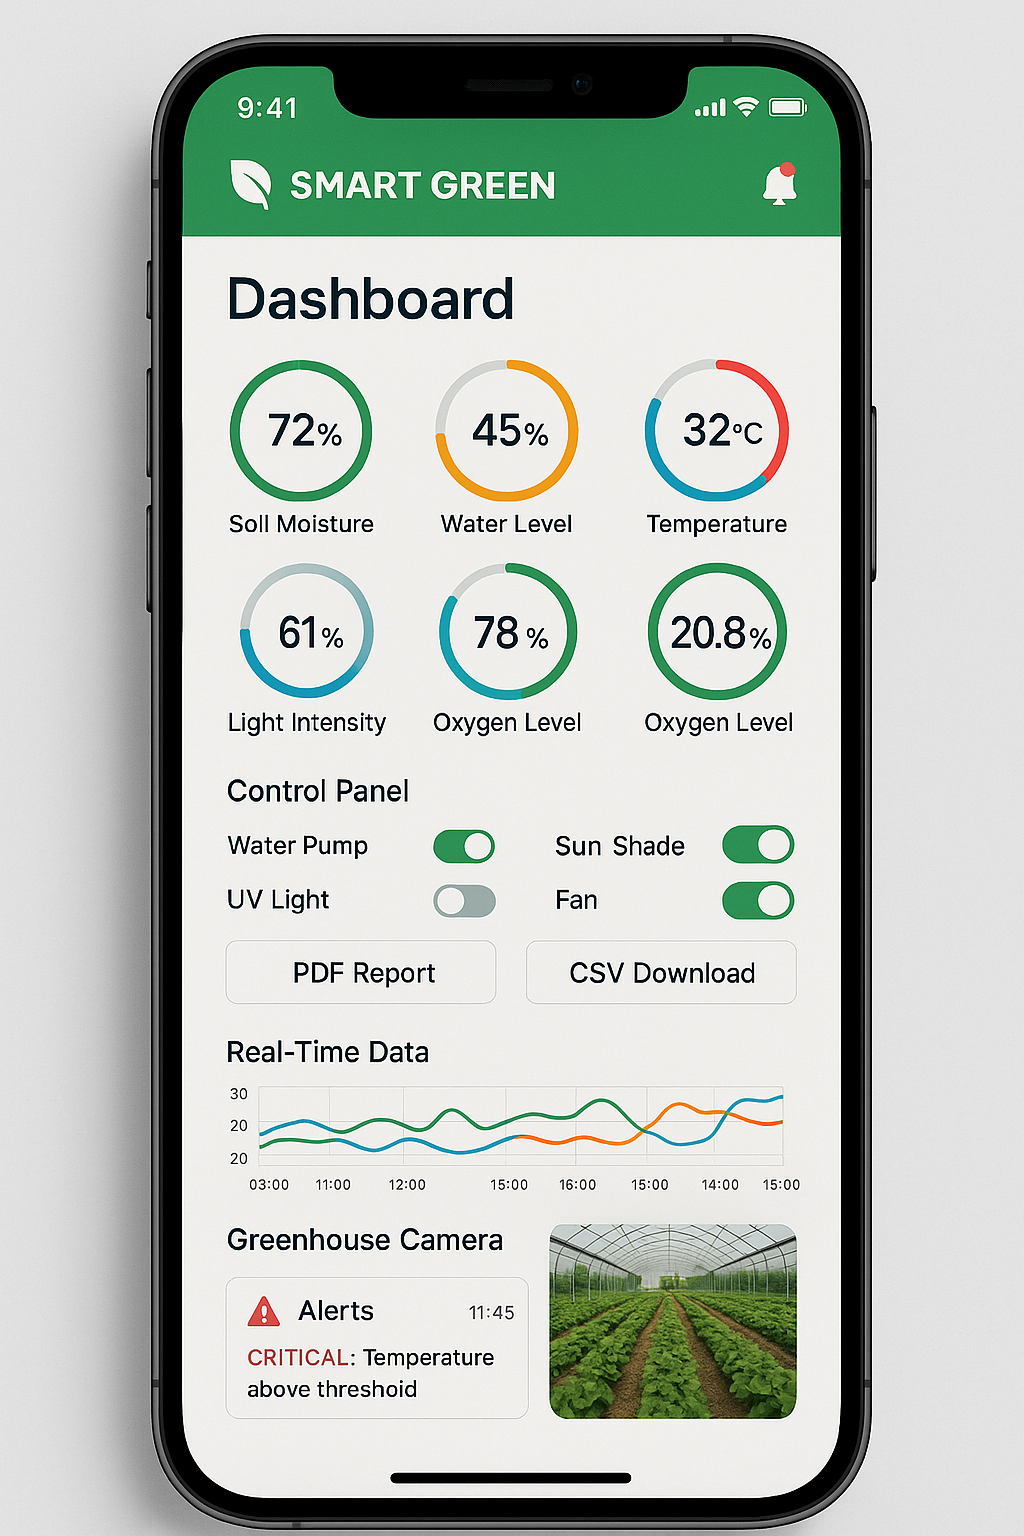 9:41
SMART GREEN
Dashboard
72%
45%
32°C
Soll Moisture
Water Level
Temperature
61%
78 %
20.8%
Light Intensity
Oxygen Level
Oxygen Level
Control Panel
Water Pump
Sun Shade
UV Light
Fan
PDF Report
CSV Download
Real-Time Data
30
20
20
03:00 11:00 12:00 15:00 16:00 15:00 14:00 15:00
Greenhouse Camera
Alerts 11:45
CRITICAL: Temperature
above threshoid